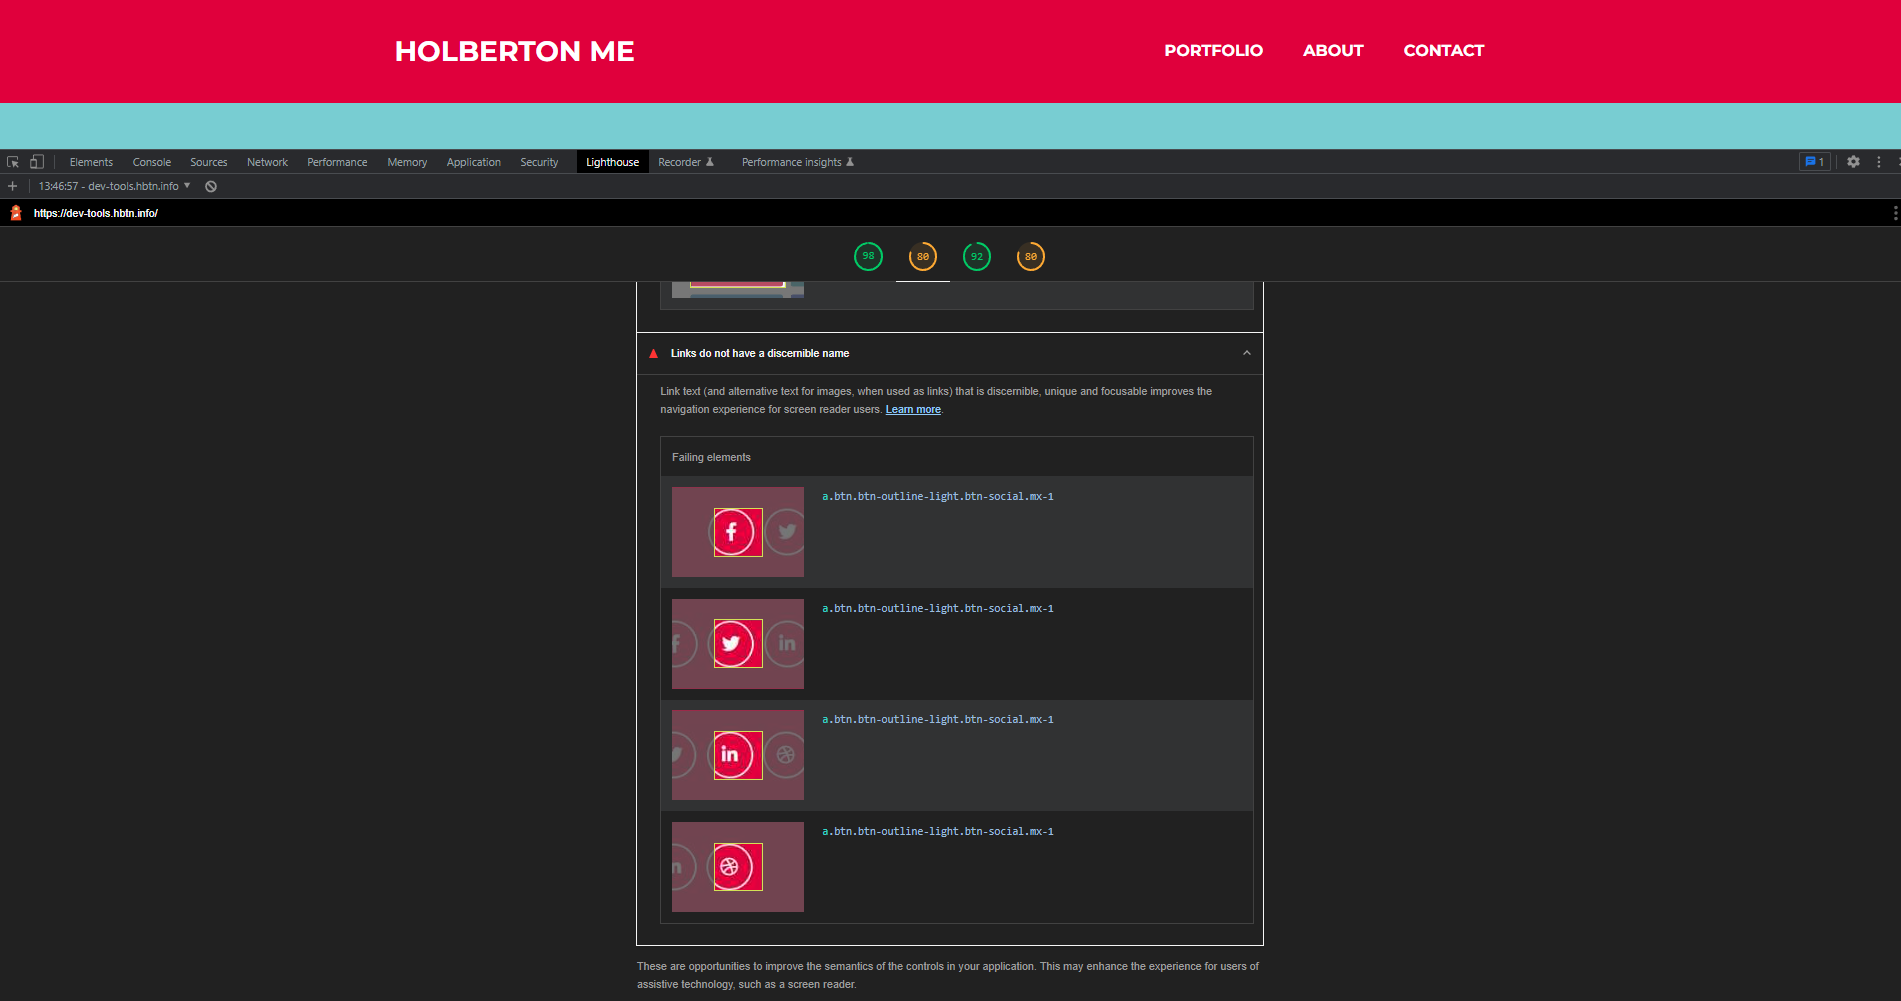 HOLBERTON ME
PORTFOLIO ABOUT CONTACT
Elements Console Sources Network Performance Memory Application Security Lighthouse Recorder Performance insights 1
13:46:57 - dev-tools.hbtn.info
https://dev-tools.hbtn.info/
98 80 92 80
Links do not have a discernible name
Link text (and alternative text for images, when used as links) that is discernible, unique and focusable improves the
navigation experience for screen reader users. Learn more.
Failing elements
a.btn.btn-outline-light.btn-social.mx-1
a.btn.btn-outline-light.btn-social.mx-1
a.btn.btn-outline-light.btn-social.mx-1
a.btn.btn-outline-light.btn-social.mx-1
These are opportunities to improve the semantics of the controls in your application. This may enhance the experience for users of
assistive technology, such as a screen reader.